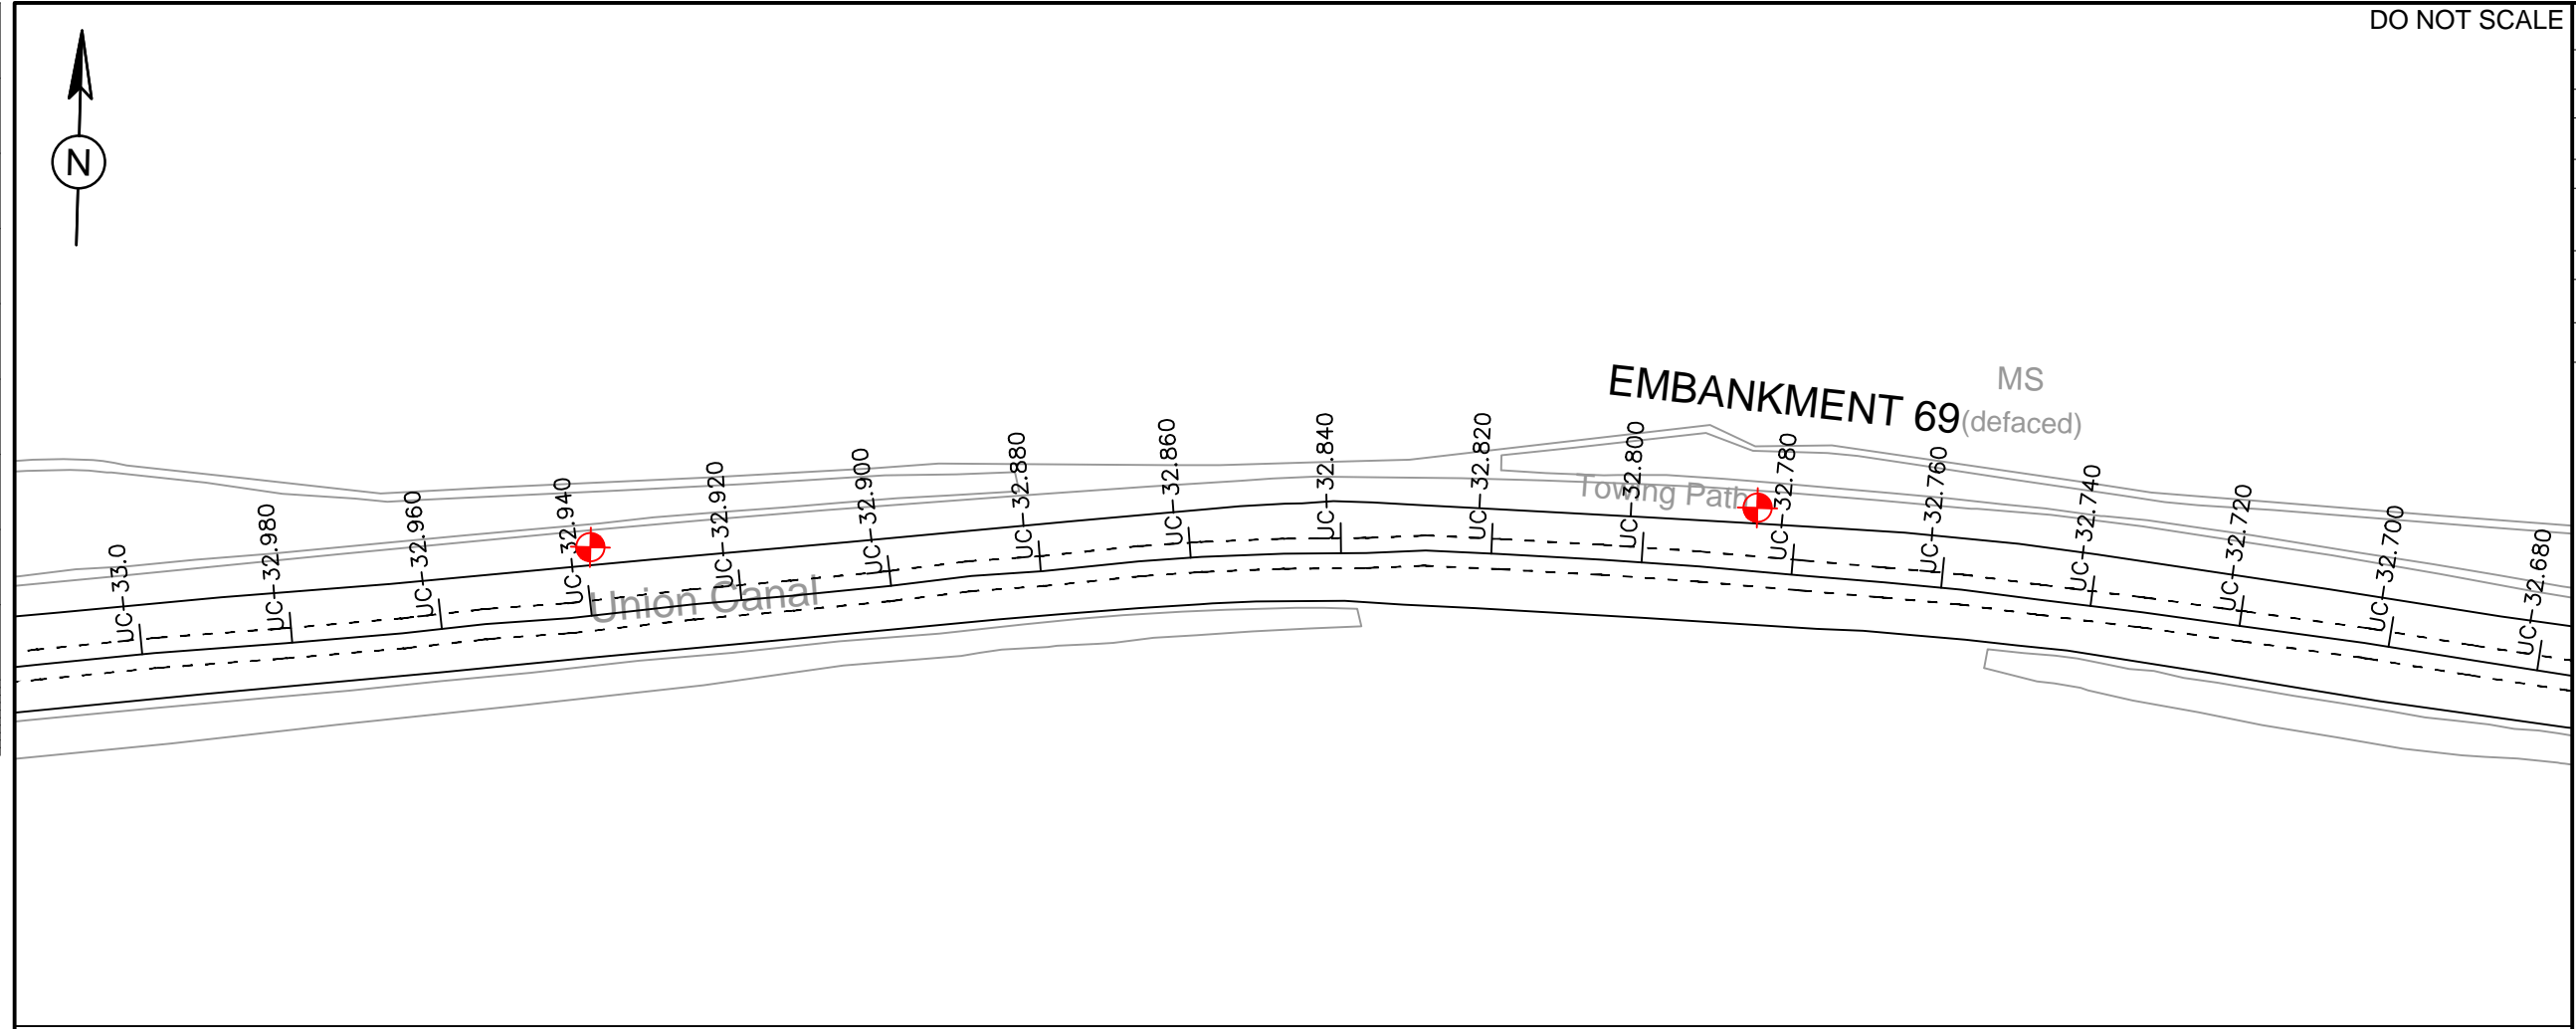 DO NOT SCALE
N
MS
EMBANKMENT 69(defaced)
Towing Path
Union Canal
UC-33.0
UC-32.980
UC-32.960
UC-32.940
UC-32.920
UC-32.900
UC-32.880
UC-32.860
UC-32.840
UC-32.820
UC-32.800
UC-32.780
UC-32.760
UC-32.740
UC-32.720
UC-32.700
UC-32.680